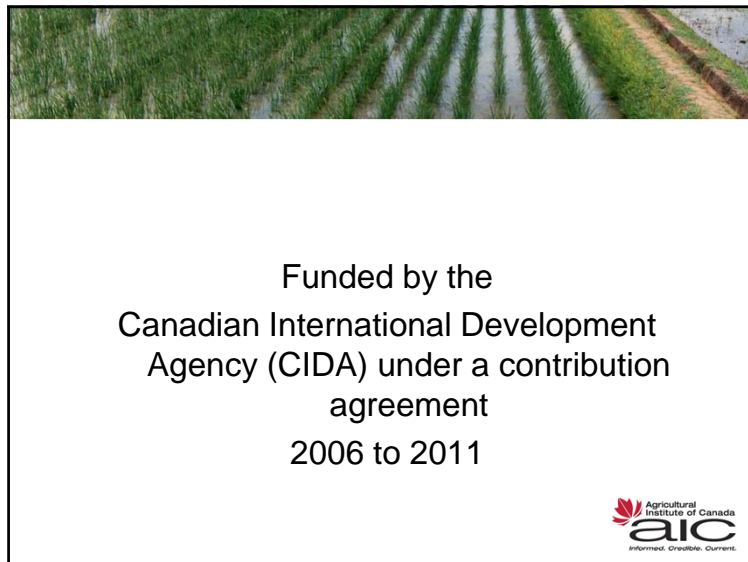 Funded by the
Canadian International Development
Agency (CIDA) under a contribution
agreement
2006 to 2011
Agricultural
Institute of Canada
aic
Informed. Credible. Current.